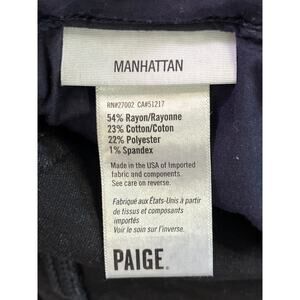 MANHATTAN
RN#27002 CA#51217
54% Rayon/Rayonne
23% Cotton/Coton
22% Polyester
1% Spandex
Made in the USA of Imported
fabric and components.
See care on reverse.
Fabriqué aux États-Unis à partir
de tissus et composants
importés
Voir le soin sur l'inverse.
PAIGE